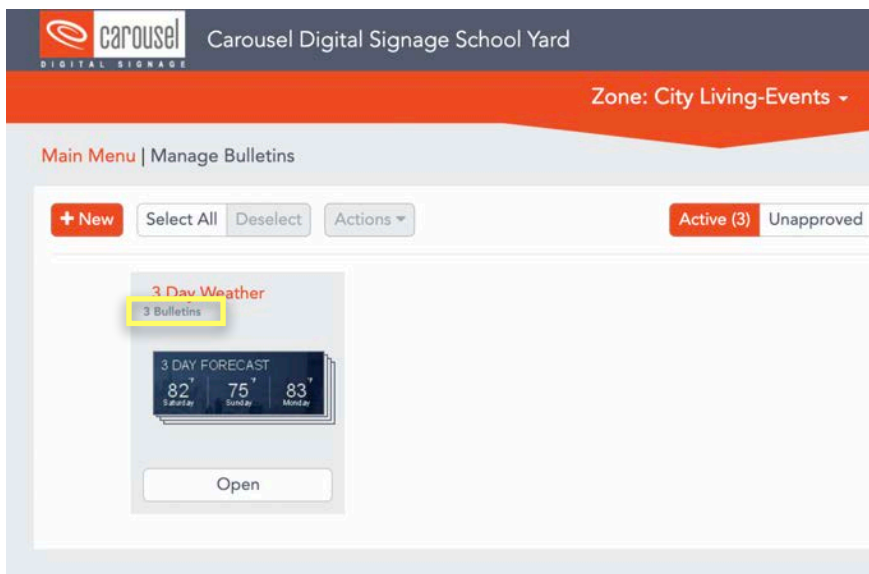 carousel
DIGITAL SIGNAGE
Carousel Digital Signage School Yard
Zone: City Living-Events
Main Menu | Manage Bulletins
+ New Select All Deselect Actions Active (3) Unapproved
3 Day Weather
3 Bulletins
3 DAY FORECAST
82° 75° 83°
Saturday Sunday Monday
Open